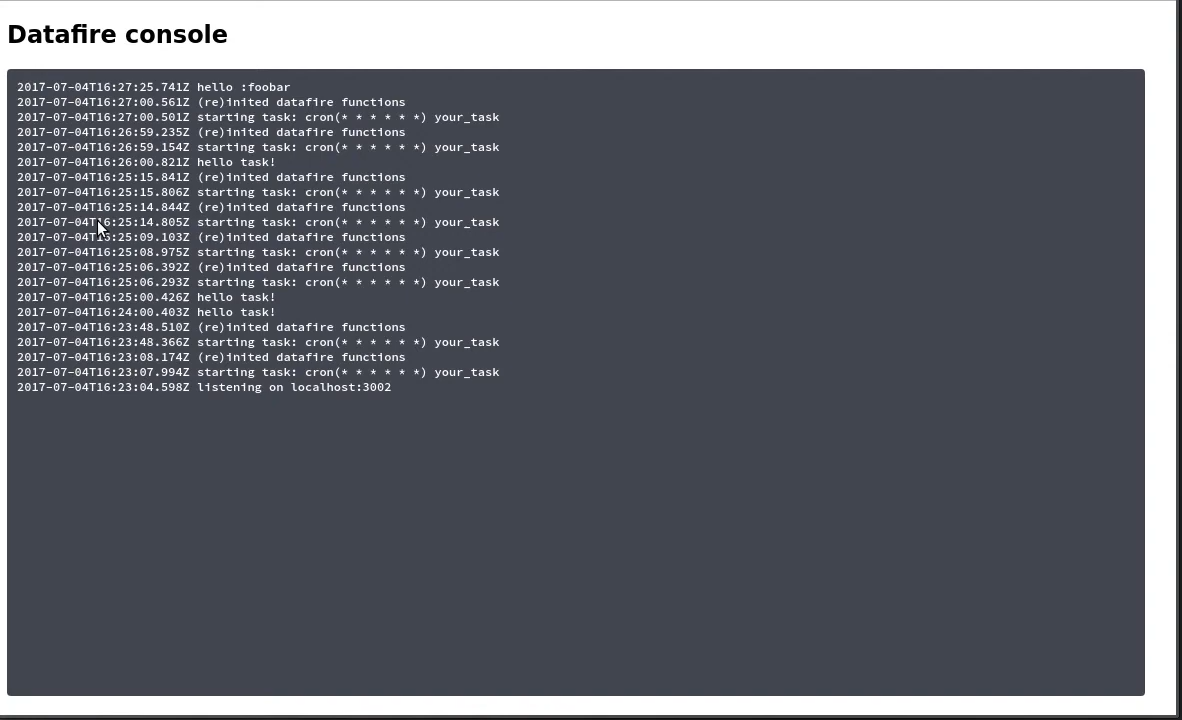 Datafire console
2017-07-04T16:27:25.741Z hello :foobar
2017-07-04T16:27:00.561Z (re)inited datafire functions
2017-07-04T16:27:00.501Z starting task: cron(* * * * * *) your_task
2017-07-04T16:26:59.235Z (re)inited datafire functions
2017-07-04T16:26:59.154Z starting task: cron(* * * * * *) your_task
2017-07-04T16:26:00.821Z hello task!
2017-07-04T16:25:15.841Z (re)inited datafire functions
2017-07-04T16:25:15.806Z starting task: cron(* * * * * *) your_task
2017-07-04T16:25:14.844Z (re)inited datafire functions
2017-07-04T16:25:14.805Z starting task: cron(* * * * * *) your_task
2017-07-04T16:25:09.103Z (re)inited datafire functions
2017-07-04T16:25:08.975Z starting task: cron(* * * * * *) your_task
2017-07-04T16:25:06.392Z (re)inited datafire functions
2017-07-04T16:25:06.293Z starting task: cron(* * * * * *) your_task
2017-07-04T16:25:00.426Z hello task!
2017-07-04T16:24:00.403Z hello task!
2017-07-04T16:23:48.510Z (re)inited datafire functions
2017-07-04T16:23:48.366Z starting task: cron(* * * * * *) your_task
2017-07-04T16:23:08.174Z (re)inited datafire functions
2017-07-04T16:23:07.994Z starting task: cron(* * * * * *) your_task
2017-07-04T16:23:04.598Z listening on localhost:3002